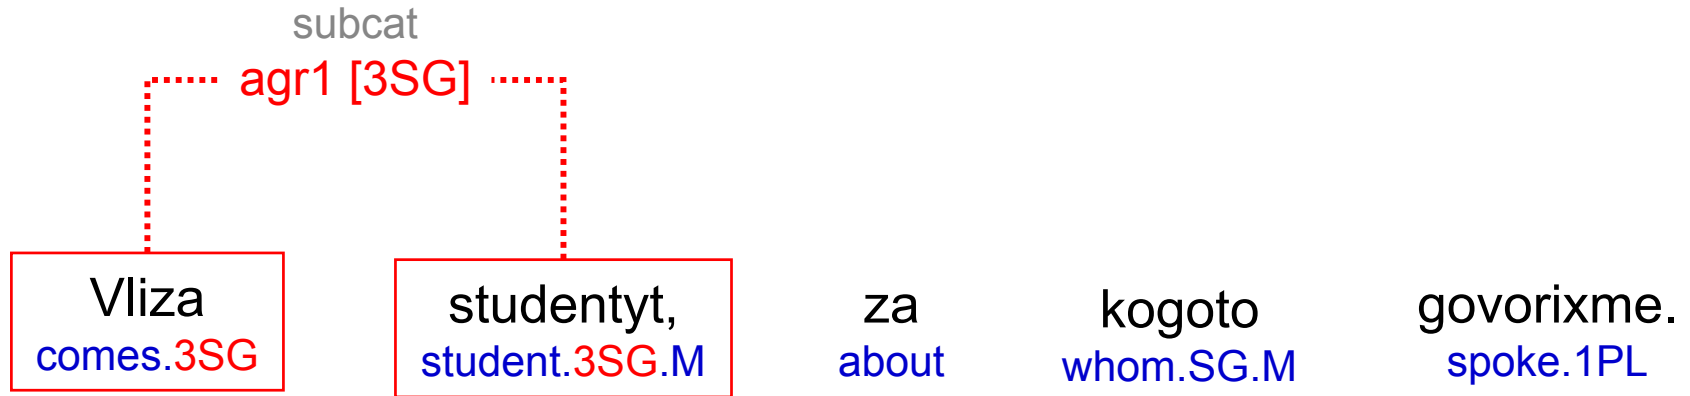 subcat
agr1 [3SG]
Vliza studentyt, za kogoto govorixme.
comes.3SG student.3SG.M about whom.SG.M spoke.1PL